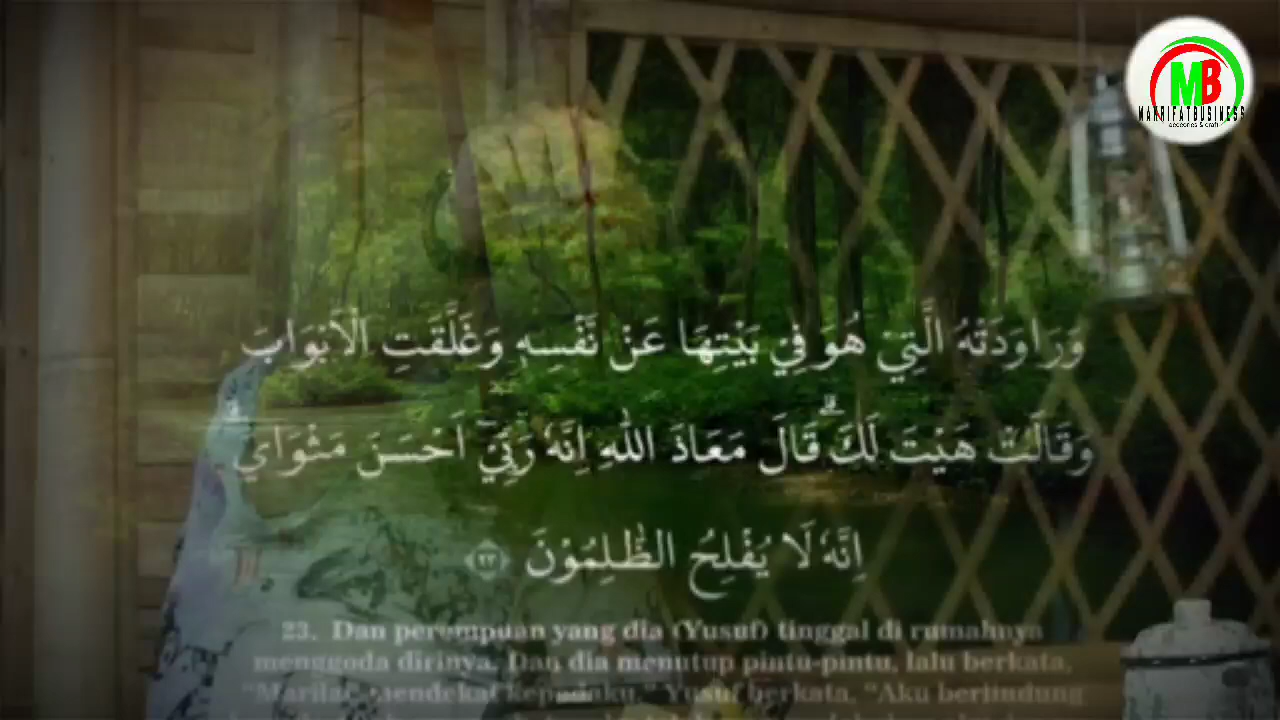 MB
MAKRIFATBUSINESS
وَرَاوَدَتْهُ الَّتِيْ هُوَ فِيْ بَيْتِهَا عَنْ نَّفْسِهٖ وَغَلَّقَتِ الْاَبْوَابَ
وَقَالَتْ هَيْتَ لَكَ ۗقَالَ مَعَاذَ اللّٰهِ اِنَّهٗ رَبِّيْٓ اَحْسَنَ مَثْوَايَۗ
اِنَّهٗ لَا يُفْلِحُ الظّٰلِمُوْنَ ﴿٢٣﴾
23. Dan perempuan yang dia (Yusuf) tinggal di rumahnya
menggoda dirinya. Dan dia menutup pintu-pintu, lalu berkata,
“Marilah mendekat kepadaku.” Yusuf berkata, “Aku berlindung